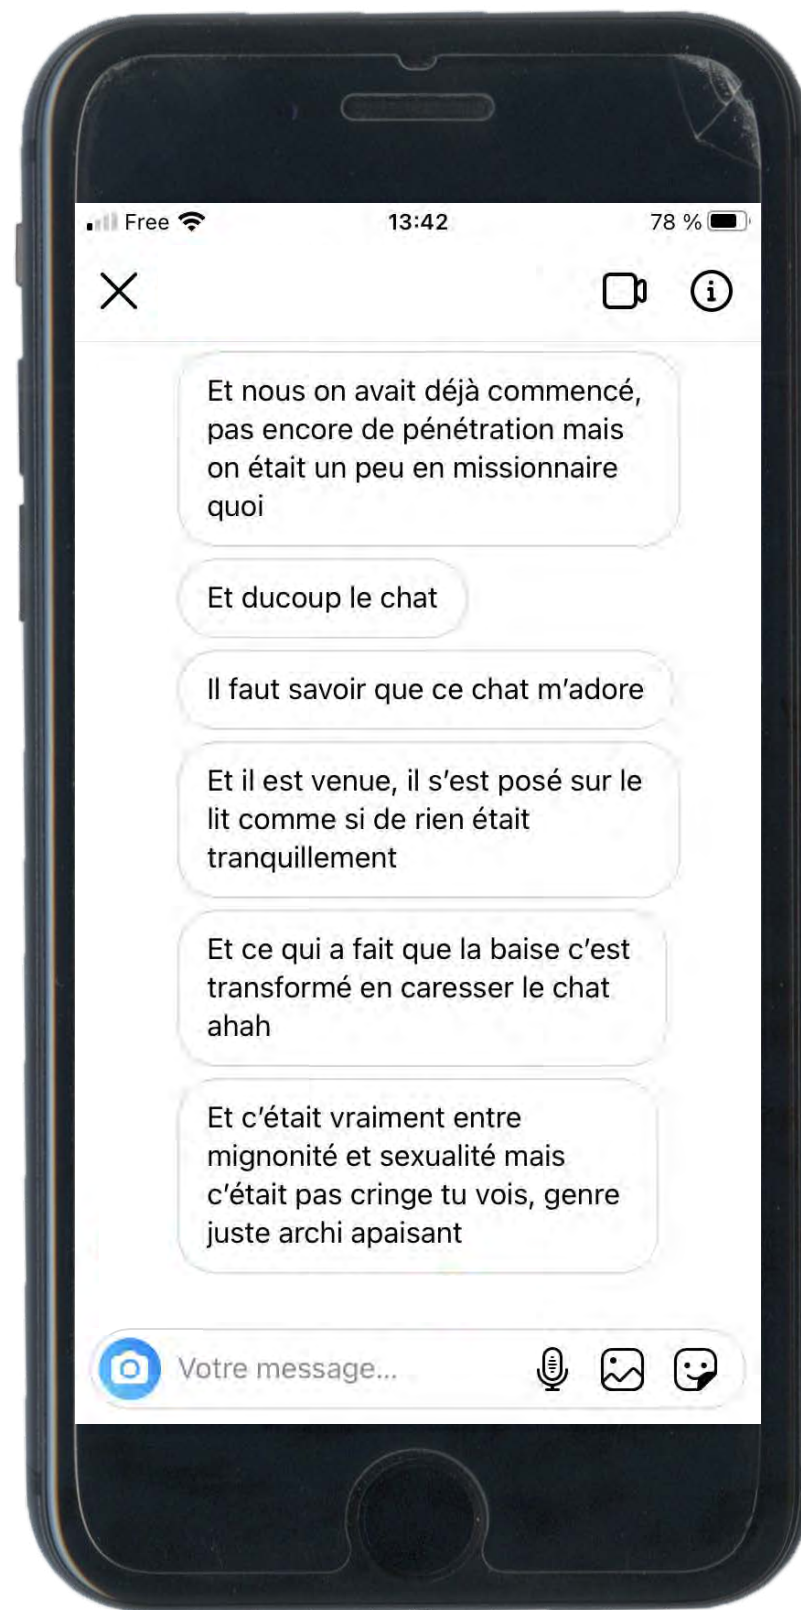 Free 13:42 78 %
Et nous on avait déjà commencé,
pas encore de pénétration mais
on était un peu en missionnaire
quoi
Et ducoup le chat
Il faut savoir que ce chat m’adore
Et il est venue, il s’est posé sur le
lit comme si de rien était
tranquillement
Et ce qui a fait que la baise c’est
transformé en caresser le chat
ahah
Et c’était vraiment entre
mignonité et sexualité mais
c’était pas cringe tu vois, genre
juste archi apaisant
Votre message...